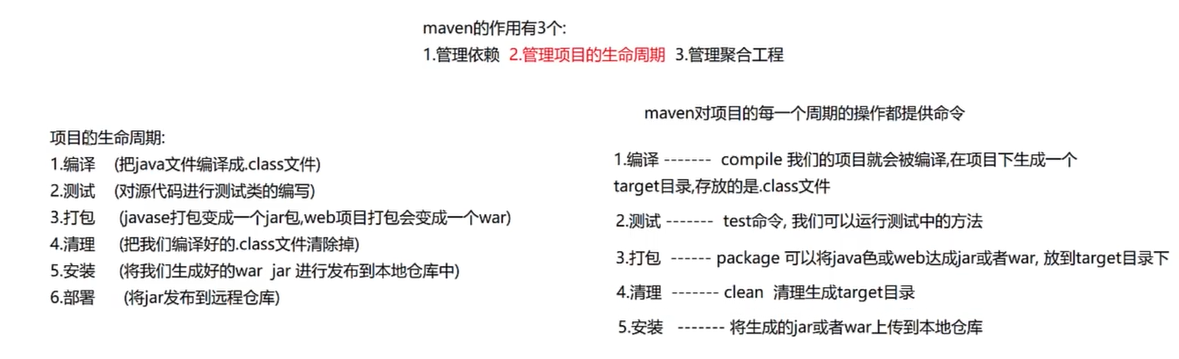 maven的作用有3个:
1.管理依赖 2.管理项目的生命周期 3.管理聚合工程
项目的生命周期:
1.编译 (把java文件编译成.class文件)
2.测试 (对源代码进行测试类的编写)
3.打包 (javase打包变成一个jar包,web项目打包会变成一个war)
4.清理 (把我们编译好的.class文件清除掉)
5.安装 (将我们生成好的war jar 进行发布到本地仓库中)
6.部署 (将jar发布到远程仓库)
maven对项目的每一个周期的操作都提供命令
1.编译 ------- compile 我们的项目就会被编译,在项目下生成一个
target目录,存放的是.class文件
2.测试 ------- test命令, 我们可以运行测试中的方法
3.打包 ------ package 可以将java色或web达成jar或者war, 放到target目录下
4.清理 ------- clean 清理生成target目录
5.安装 ------- 将生成的jar或者war上传到本地仓库